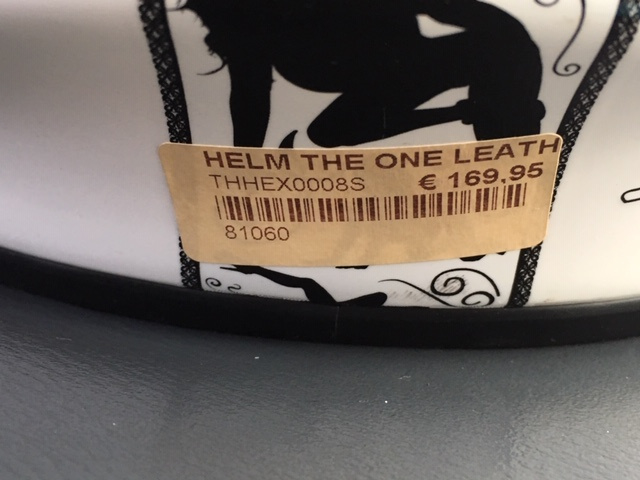 HELM THE ONE LEATH
THHEX0008S € 169,95
81060